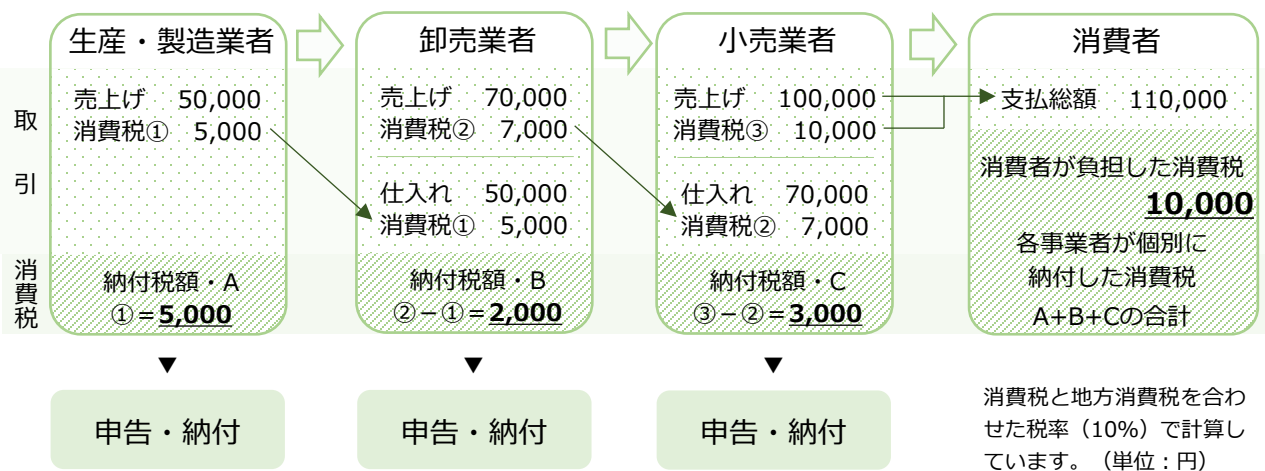 生産・製造業者
卸売業者
小売業者
消費者
取引
消費税
売上げ 50,000
消費税① 5,000
納付税額・A
①＝5,000
売上げ 70,000
消費税② 7,000
仕入れ 50,000
消費税① 5,000
納付税額・B
②－①＝2,000
売上げ 100,000
消費税③ 10,000
仕入れ 70,000
消費税② 7,000
納付税額・C
③－②＝3,000
支払総額 110,000
消費者が負担した消費税
10,000
各事業者が個別に
納付した消費税
A+B+Cの合計
▼
▼
▼
申告・納付
申告・納付
申告・納付
消費税と地方消費税を合わ
せた税率（10%）で計算し
ています。（単位：円）